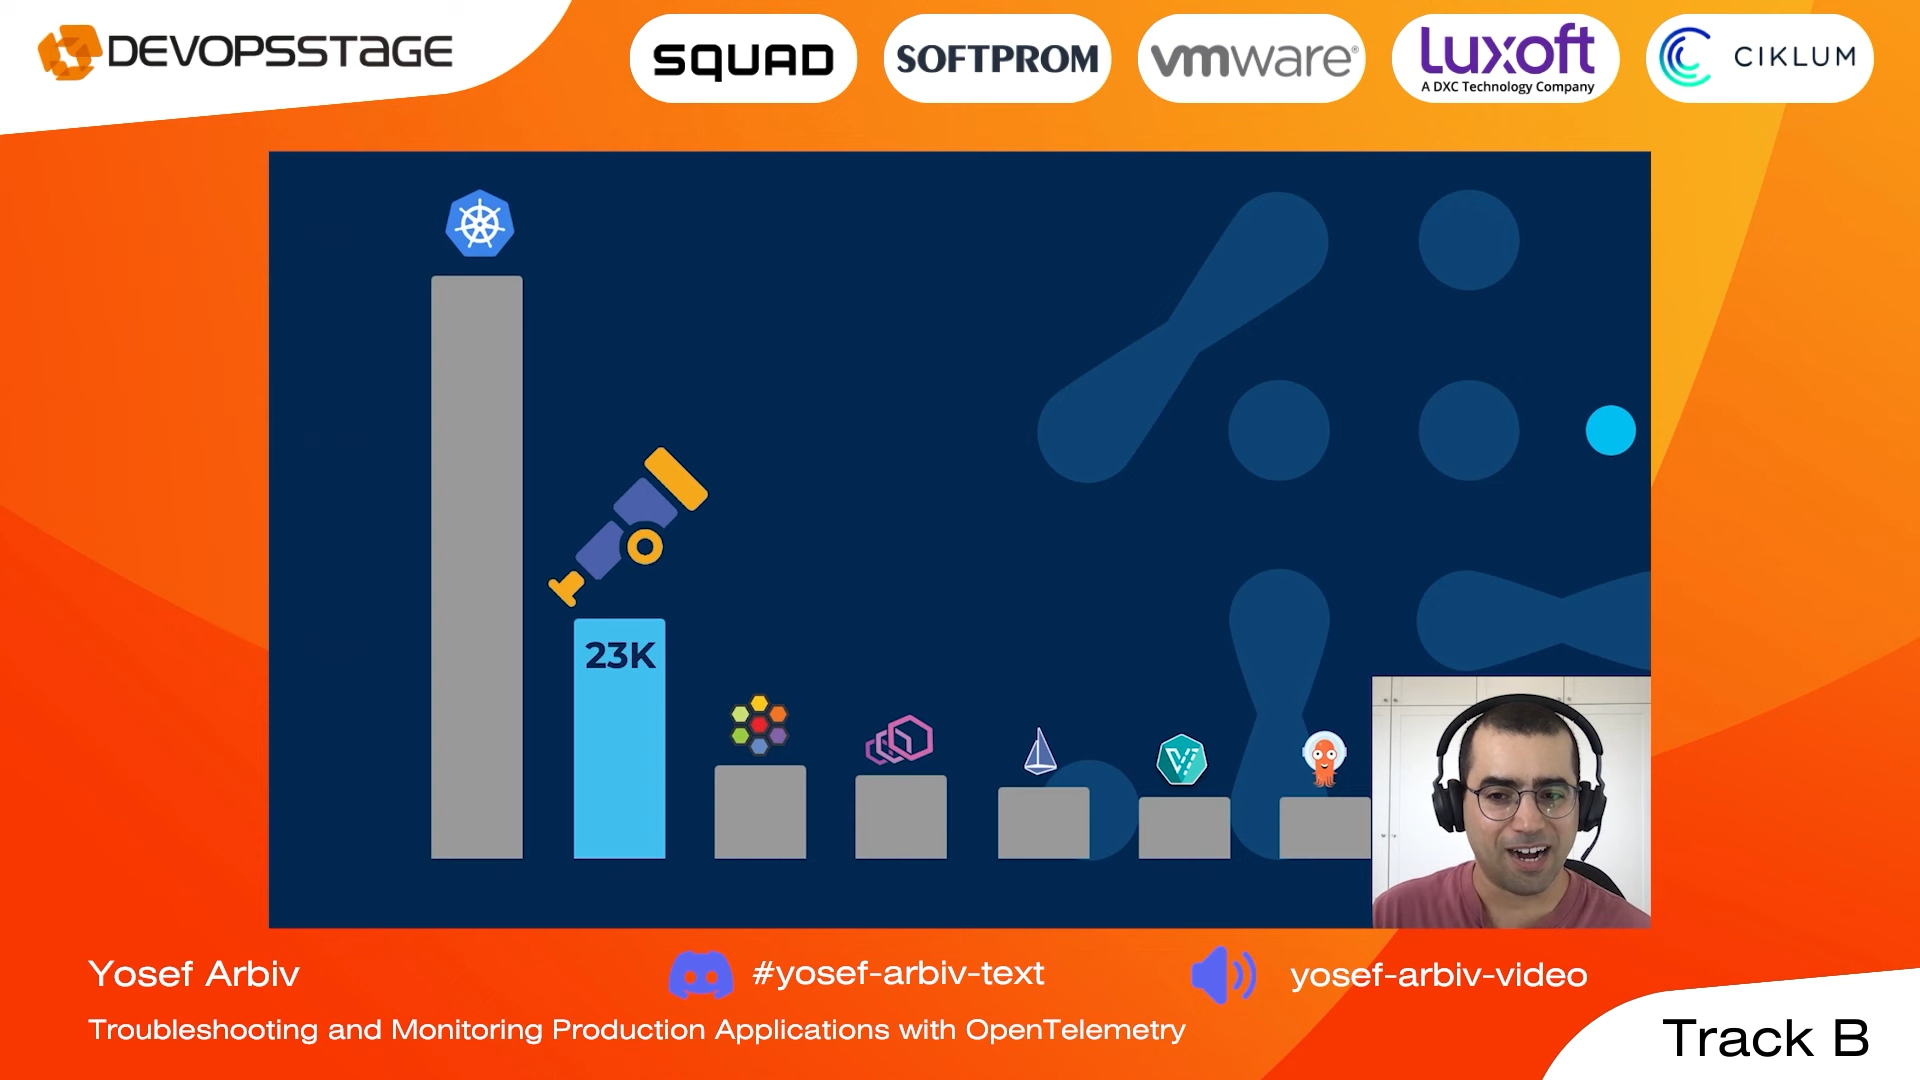 DEVOPSSTAGE
SQUAD
SOFTPROM
vmware®
Luxoft
A DXC Technology Company
CIKLUM
23K
Yosef Arbiv
#yosef-arbiv-text
yosef-arbiv-video
Troubleshooting and Monitoring Production Applications with OpenTelemetry
Track B